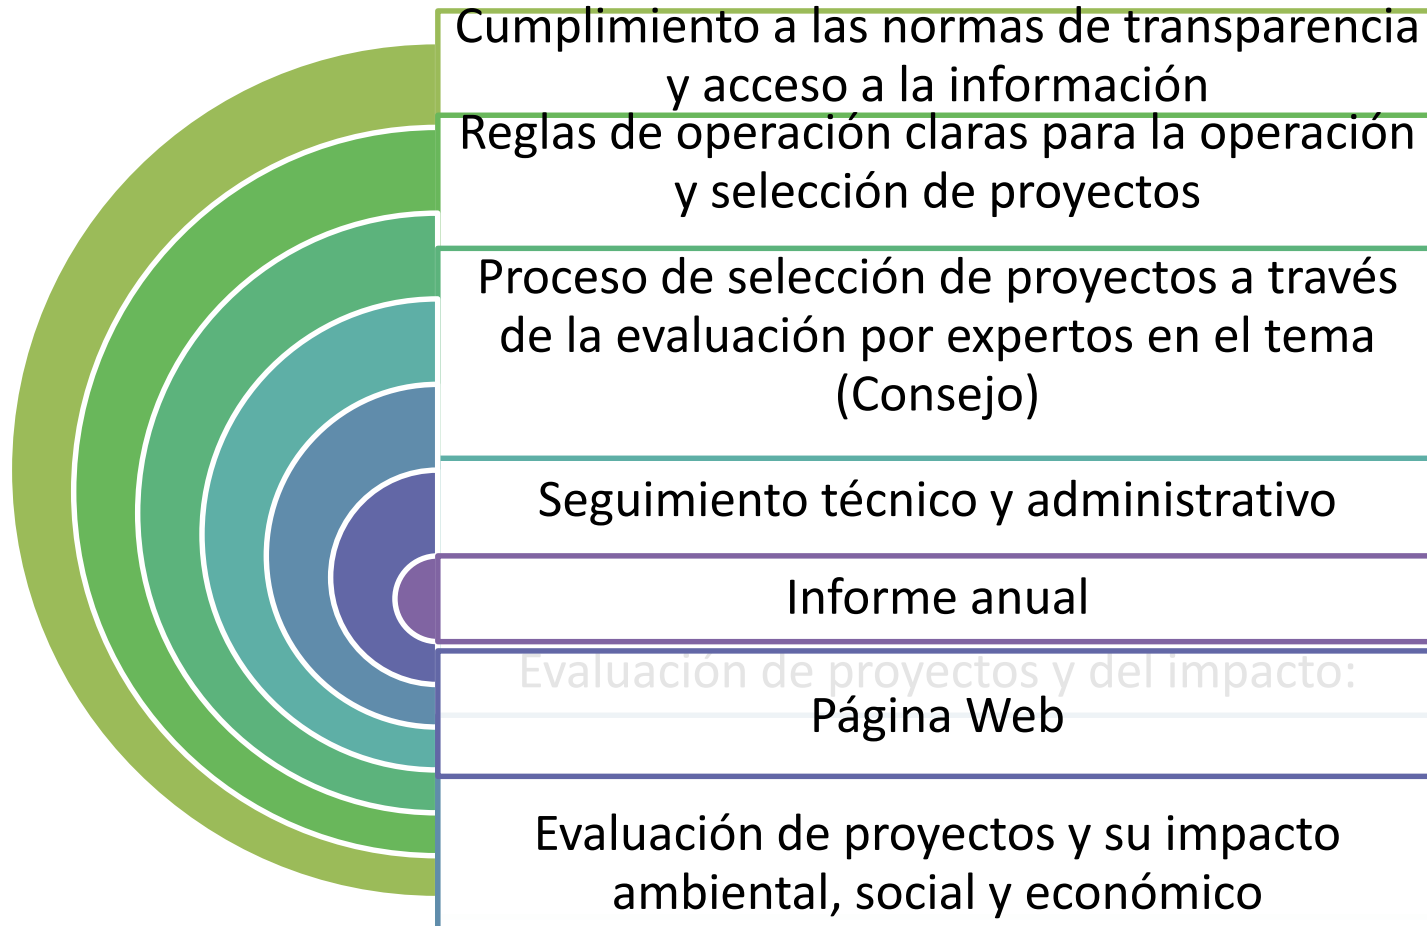 Cumplimiento a las normas de transparencia
y acceso a la información
Reglas de operación claras para la operación
y selección de proyectos
Proceso de selección de proyectos a través
de la evaluación por expertos en el tema
(Consejo)
Seguimiento técnico y administrativo
Informe anual
Evaluación de proyectos y del impacto:
Página Web
Evaluación de proyectos y su impacto
ambiental, social y económico